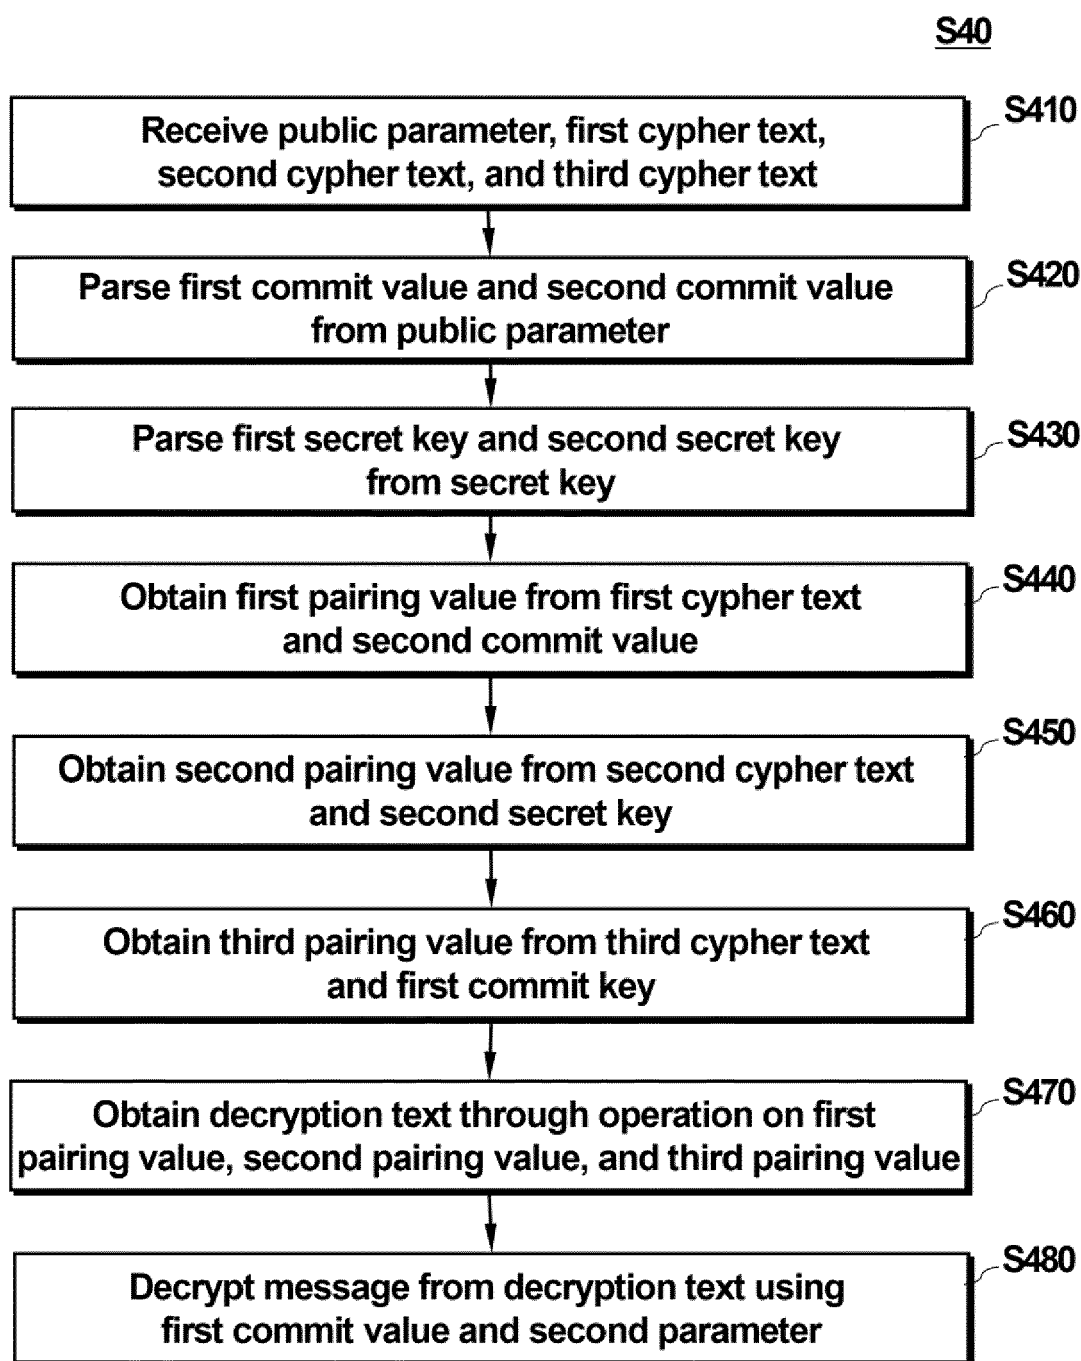 S40
S410
Receive public parameter, first cypher text,
second cypher text, and third cypher text
S420
Parse first commit value and second commit value
from public parameter
S430
Parse first secret key and second secret key
from secret key
S440
Obtain first pairing value from first cypher text
and second commit value
S450
Obtain second pairing value from second cypher text
and second secret key
S460
Obtain third pairing value from third cypher text
and first commit key
S470
Obtain decryption text through operation on first
pairing value, second pairing value, and third pairing value
S480
Decrypt message from decryption text using
first commit value and second parameter